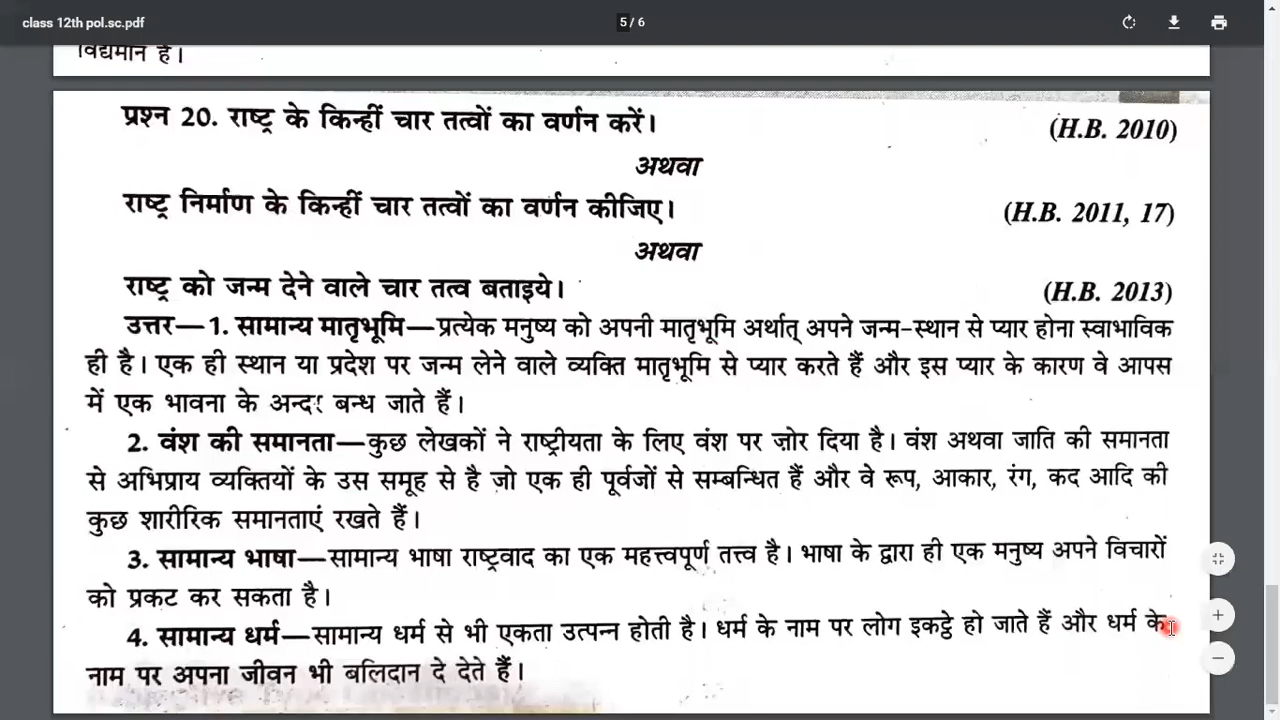 class 12th pol.sc.pdf
5 / 6
विद्यमान है।
प्रश्न 20. राष्ट्र के किन्हीं चार तत्वों का वर्णन करें। (H.B. 2010)
अथवा
राष्ट्र निर्माण के किन्हीं चार तत्वों का वर्णन कीजिए। (H.B. 2011, 17)
अथवा
राष्ट्र को जन्म देने वाले चार तत्व बताइये। (H.B. 2013)
उत्तर—1. सामान्य मातृभूमि—प्रत्येक मनुष्य को अपनी मातृभूमि अर्थात् अपने जन्म-स्थान से प्यार होना स्वाभाविक
ही है। एक ही स्थान या प्रदेश पर जन्म लेने वाले व्यक्ति मातृभूमि से प्यार करते हैं और इस प्यार के कारण वे आपस
में एक भावना के अन्दर बन्ध जाते हैं।
2. वंश की समानता—कुछ लेखकों ने राष्ट्रीयता के लिए वंश पर ज़ोर दिया है। वंश अथवा जाति की समानता
से अभिप्राय व्यक्तियों के उस समूह से है जो एक ही पूर्वजों से सम्बन्धित हैं और वे रूप, आकार, रंग, कद आदि की
कुछ शारीरिक समानताएं रखते हैं।
3. सामान्य भाषा—सामान्य भाषा राष्ट्रवाद का एक महत्त्वपूर्ण तत्त्व है। भाषा के द्वारा ही एक मनुष्य अपने विचारों
को प्रकट कर सकता है।
4. सामान्य धर्म—सामान्य धर्म से भी एकता उत्पन्न होती है। धर्म के नाम पर लोग इकट्ठे हो जाते हैं और धर्म के
नाम पर अपना जीवन भी बलिदान दे देते हैं।